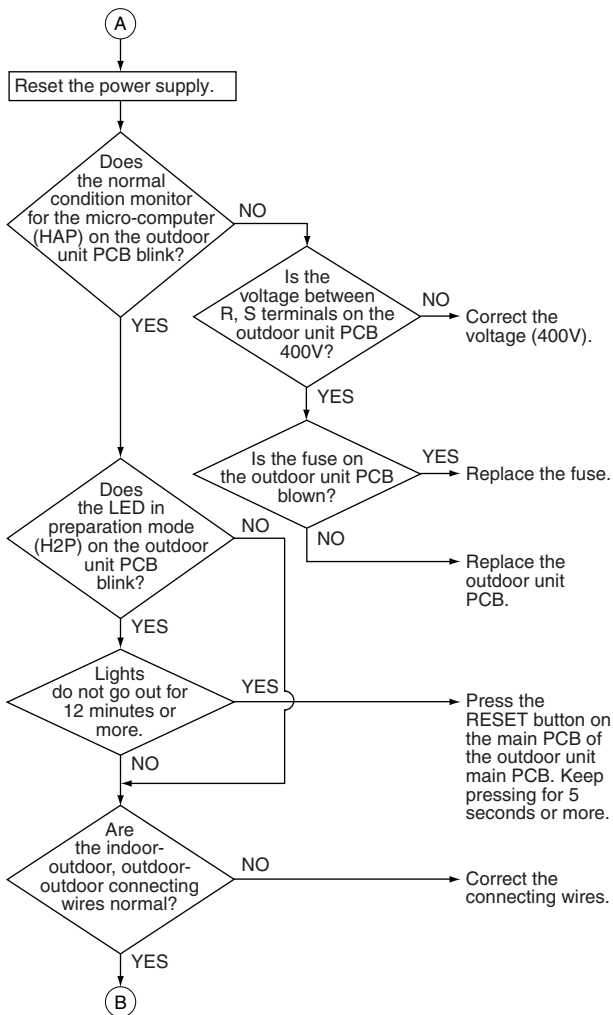 A
Reset the power supply.
Does
the normal
condition monitor
for the micro-computer
(HAP) on the outdoor
unit PCB blink?
NO
YES
Is the
voltage between
R, S terminals on the
outdoor unit PCB
400V?
NO
Correct the
voltage (400V).
YES
Is the fuse on
the outdoor unit PCB
blown?
YES
Replace the fuse.
NO
Replace the
outdoor unit
PCB.
Does
the LED in
preparation mode
(H2P) on the outdoor
unit PCB
blink?
NO
YES
Lights
do not go out for
12 minutes or
more.
YES
Press the
RESET button on
the main PCB of
the outdoor unit
main PCB. Keep
pressing for 5
seconds or more.
NO
Are
the indoor-
outdoor, outdoor-
outdoor connecting
wires normal?
NO
Correct the
connecting wires.
YES
B